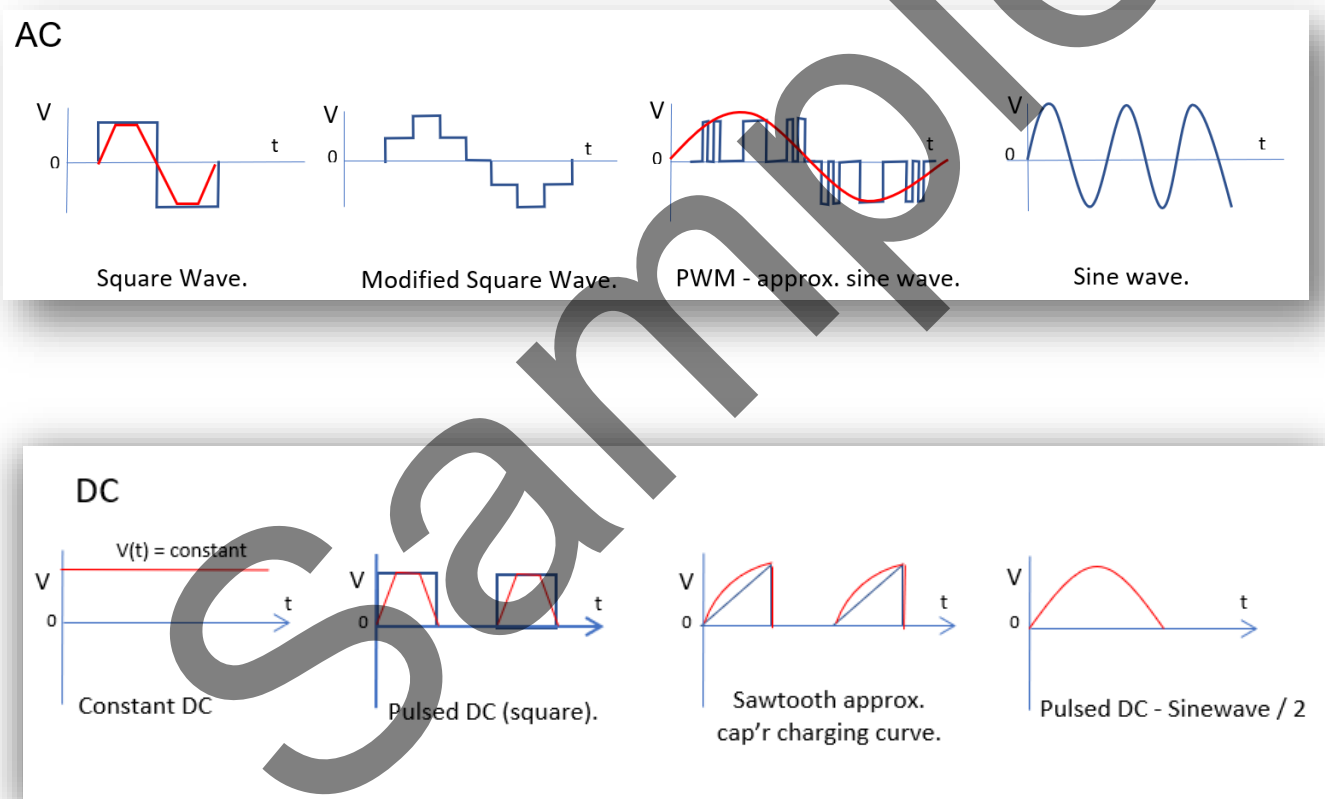 AC
V
0
t
Square Wave.
V
0
t
Modified Square Wave.
V
0
t
PWM - approx. sine wave.
V
0
t
Sine wave.
DC
V(t) = constant
V
0
t
Constant DC
V
0
t
Pulsed DC (square).
V
0
t
Sawtooth approx.
cap'r charging curve.
V
0
t
Pulsed DC - Sinewave / 2
Sample